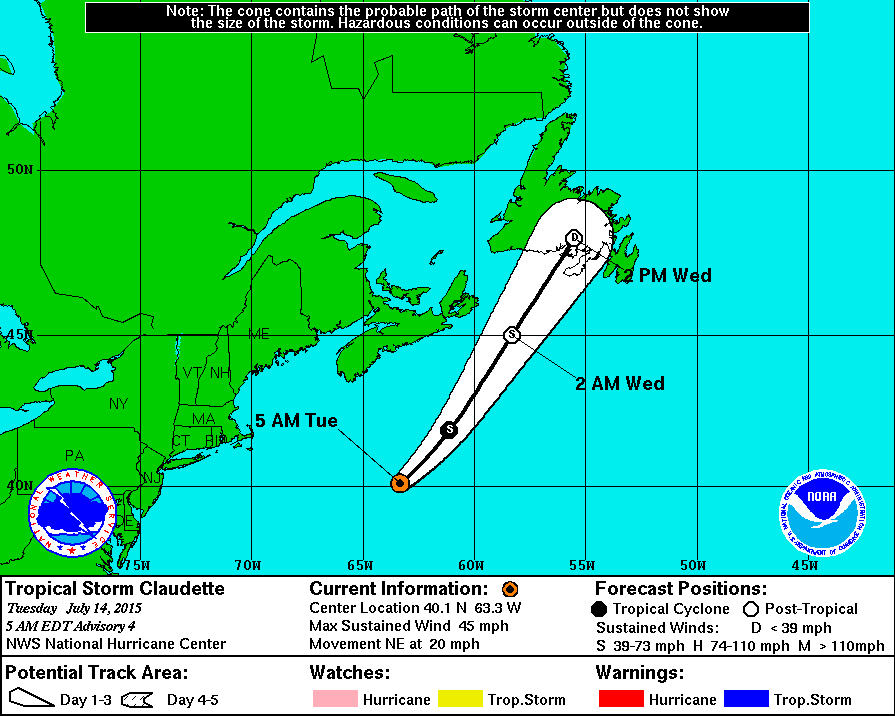 Note: The cone contains the probable path of the storm center but does not show
the size of the storm. Hazardous conditions can occur outside of the cone.
50N
45N
40N
ME
VT
NH
NY
MA
CT
RI
PA
NJ
DE
D
2 PM Wed
S
2 AM Wed
S
5 AM Tue
NATIONAL WEATHER SERVICE
NOAA
NATIONAL OCEANIC AND ATMOSPHERIC ADMINISTRATION
U.S. DEPARTMENT OF COMMERCE
75W 70W 65W 60W 55W 50W 45W
Tropical Storm Claudette
Tuesday July 14, 2015
5 AM EDT Advisory 4
NWS National Hurricane Center
Current Information:
Center Location 40.1 N 63.3 W
Max Sustained Wind 45 mph
Movement NE at 20 mph
Forecast Positions:
Tropical Cyclone Post-Tropical
Sustained Winds: D < 39 mph
S 39-73 mph H 74-110 mph M > 110mph
Potential Track Area:
Day 1-3 Day 4-5
Watches:
Hurricane Trop.Storm
Warnings:
Hurricane Trop.Storm